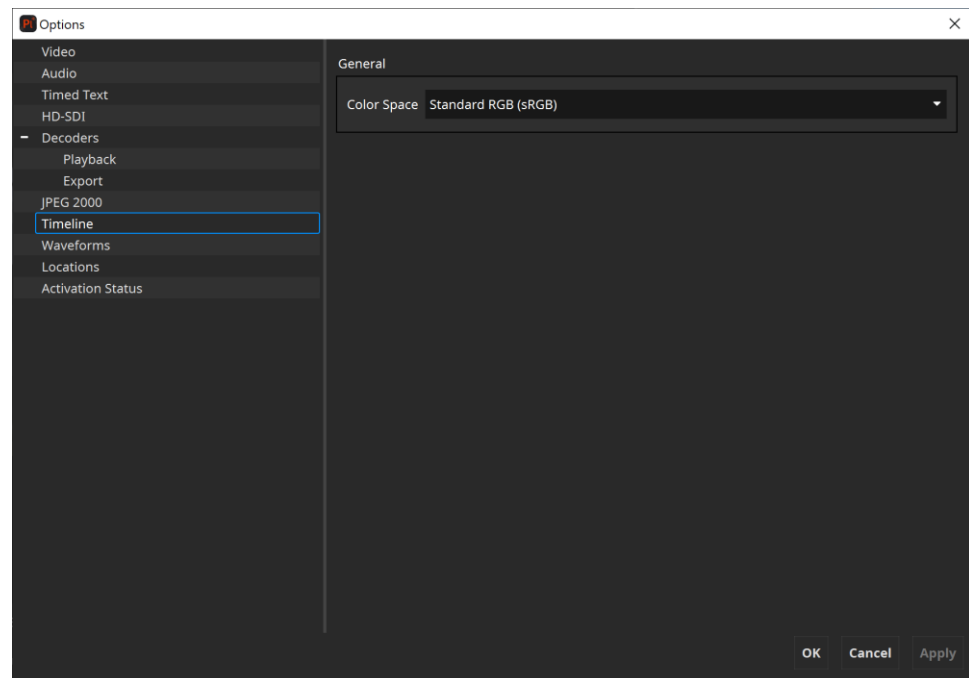 Pi Options
Video
Audio
Timed Text
HD-SDI
Decoders
Playback
Export
JPEG 2000
Timeline
Waveforms
Locations
Activation Status
General
Color Space Standard RGB (sRGB)
OK Cancel Apply